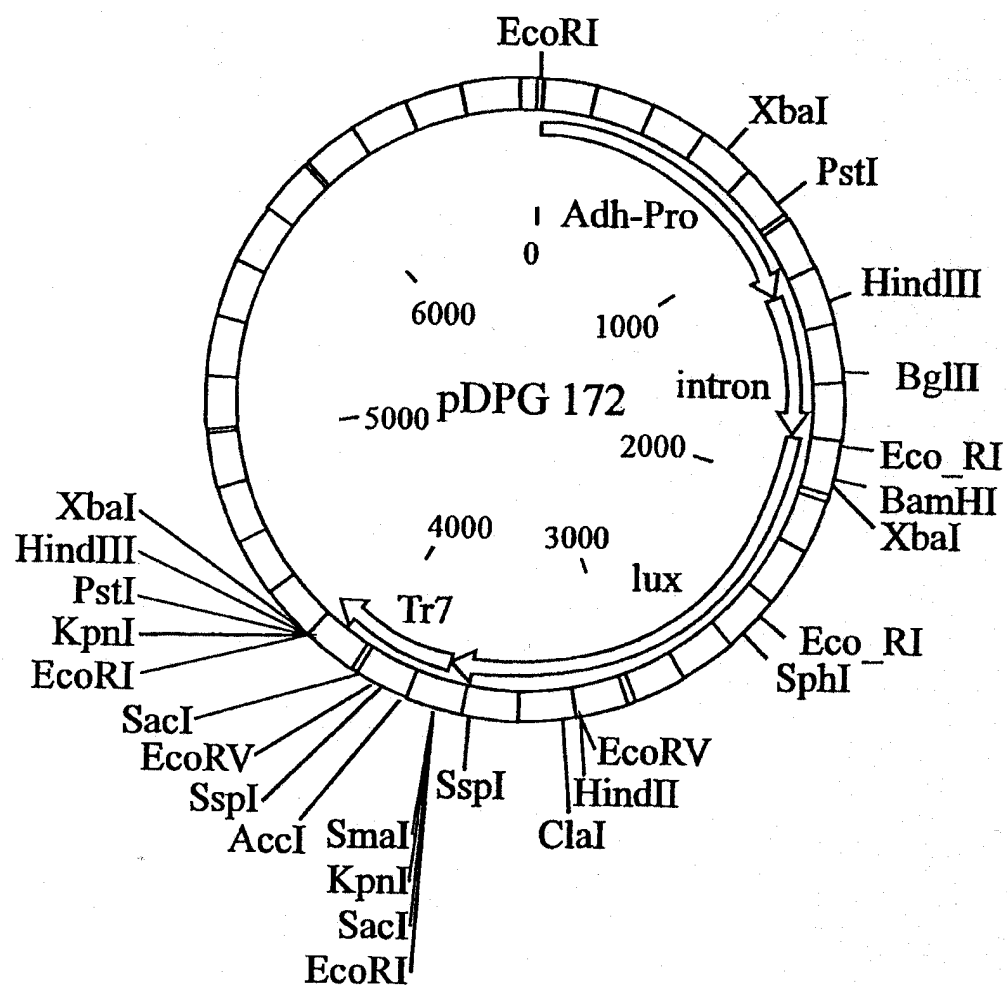 EcoRI
XbaI
PstI
Adh-Pro
0
HindIII
6000
1000
BglII
intron
5000
pDPG 172
2000
Eco_RI
BamHI
XbaI
XbaI
HindIII
PstI
KpnI
EcoRI
4000
3000
lux
Tr7
Eco_RI
SphI
SacI
EcoRV
SspI
AccI
SmaI
KpnI
SacI
EcoRI
SspI
EcoRV
HindII
ClaI